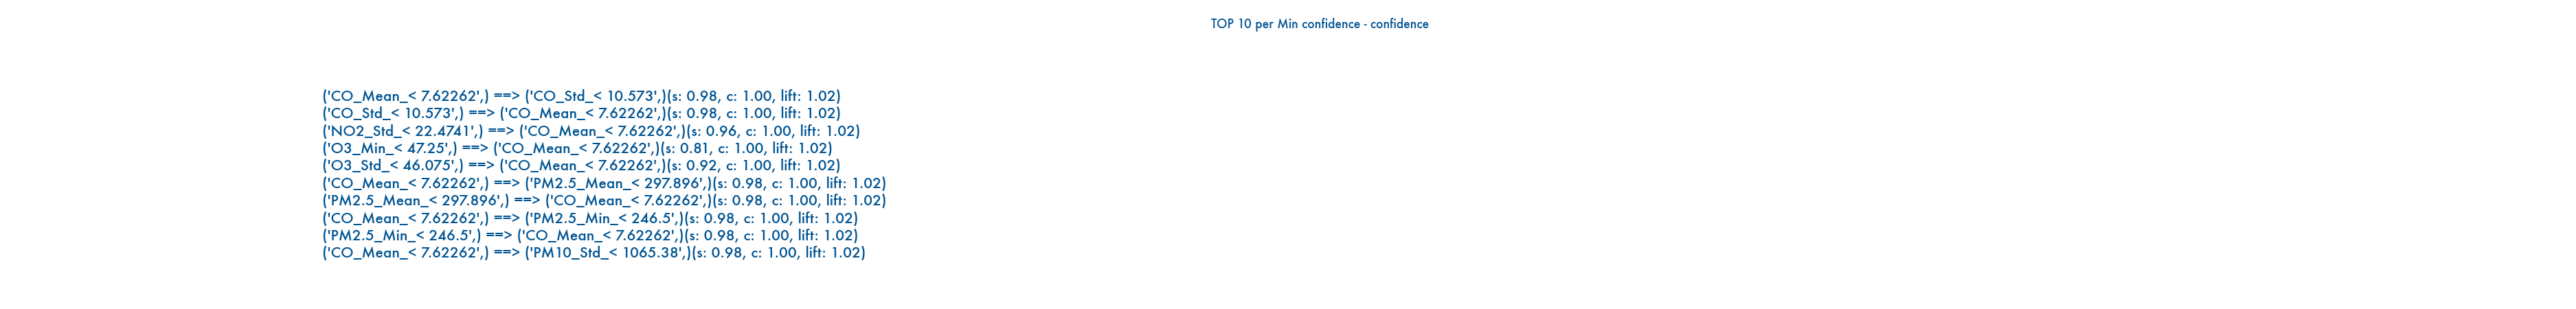 TOP 10 per Min confidence - confidence
('CO_Mean_< 7.62262',) ==> ('CO_Std_< 10.573',)(s: 0.98, c: 1.00, lift: 1.02)
('CO_Std_< 10.573',) ==> ('CO_Mean_< 7.62262',)(s: 0.98, c: 1.00, lift: 1.02)
('NO2_Std_< 22.4741',) ==> ('CO_Mean_< 7.62262',)(s: 0.96, c: 1.00, lift: 1.02)
('O3_Min_< 47.25',) ==> ('CO_Mean_< 7.62262',)(s: 0.81, c: 1.00, lift: 1.02)
('O3_Std_< 46.075',) ==> ('CO_Mean_< 7.62262',)(s: 0.92, c: 1.00, lift: 1.02)
('CO_Mean_< 7.62262',) ==> ('PM2.5_Mean_< 297.896',)(s: 0.98, c: 1.00, lift: 1.02)
('PM2.5_Mean_< 297.896',) ==> ('CO_Mean_< 7.62262',)(s: 0.98, c: 1.00, lift: 1.02)
('CO_Mean_< 7.62262',) ==> ('PM2.5_Min_< 246.5',)(s: 0.98, c: 1.00, lift: 1.02)
('PM2.5_Min_< 246.5',) ==> ('CO_Mean_< 7.62262',)(s: 0.98, c: 1.00, lift: 1.02)
('CO_Mean_< 7.62262',) ==> ('PM10_Std_< 1065.38',)(s: 0.98, c: 1.00, lift: 1.02)